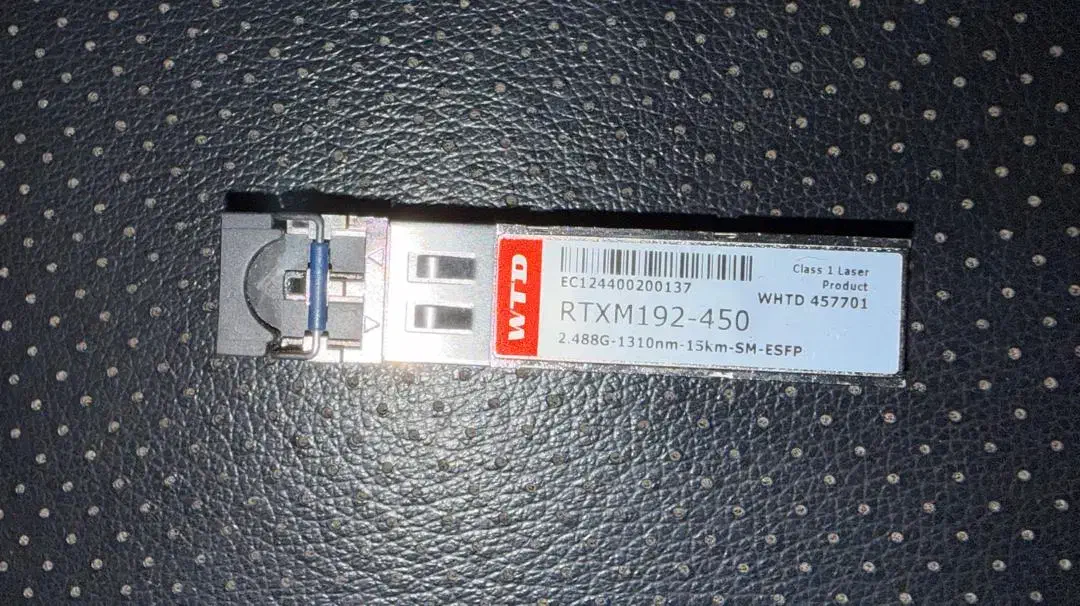 WTD
EC124400200137
Class 1 Laser
Product
WHTD 457701
RTXM192-450
2.488G-1310nm-15km-SM-ESFP